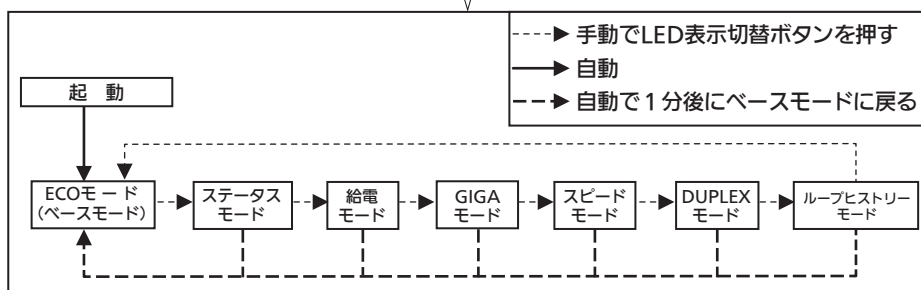 手動でLED表示切替ボタンを押す
自動
自動で1分後にベースモードに戻る
起 動
ECOモード
(ベースモード)
ステータス
モード
給電
モード
GIGA
モード
スピード
モード
DUPLEX
モード
ループヒストリー
モード